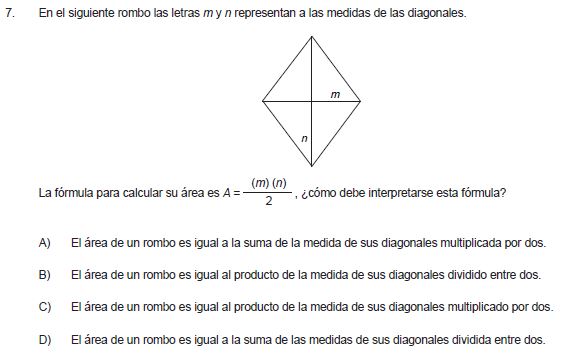 7. En el siguiente rombo las letras m y n representan a las medidas de las diagonales.
m
n
La fórmula para calcular su área es A = (m) (n) / 2 , ¿cómo debe interpretarse esta fórmula?
A) El área de un rombo es igual a la suma de la medida de sus diagonales multiplicada por dos.
B) El área de un rombo es igual al producto de la medida de sus diagonales dividido entre dos.
C) El área de un rombo es igual al producto de la medida de sus diagonales multiplicado por dos.
D) El área de un rombo es igual a la suma de las medidas de sus diagonales dividida entre dos.